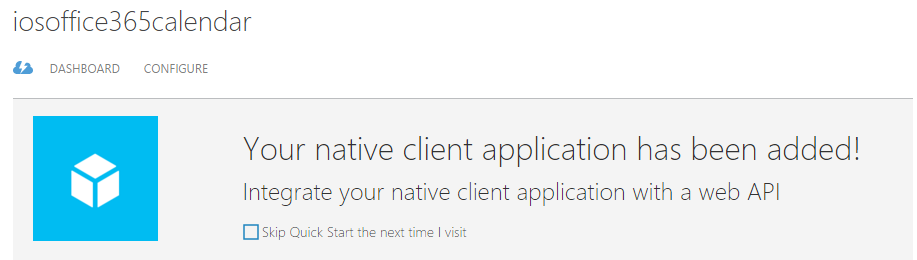 iosoffice365calendar
DASHBOARD CONFIGURE
Your native client application has been added!
Integrate your native client application with a web API
Skip Quick Start the next time I visit